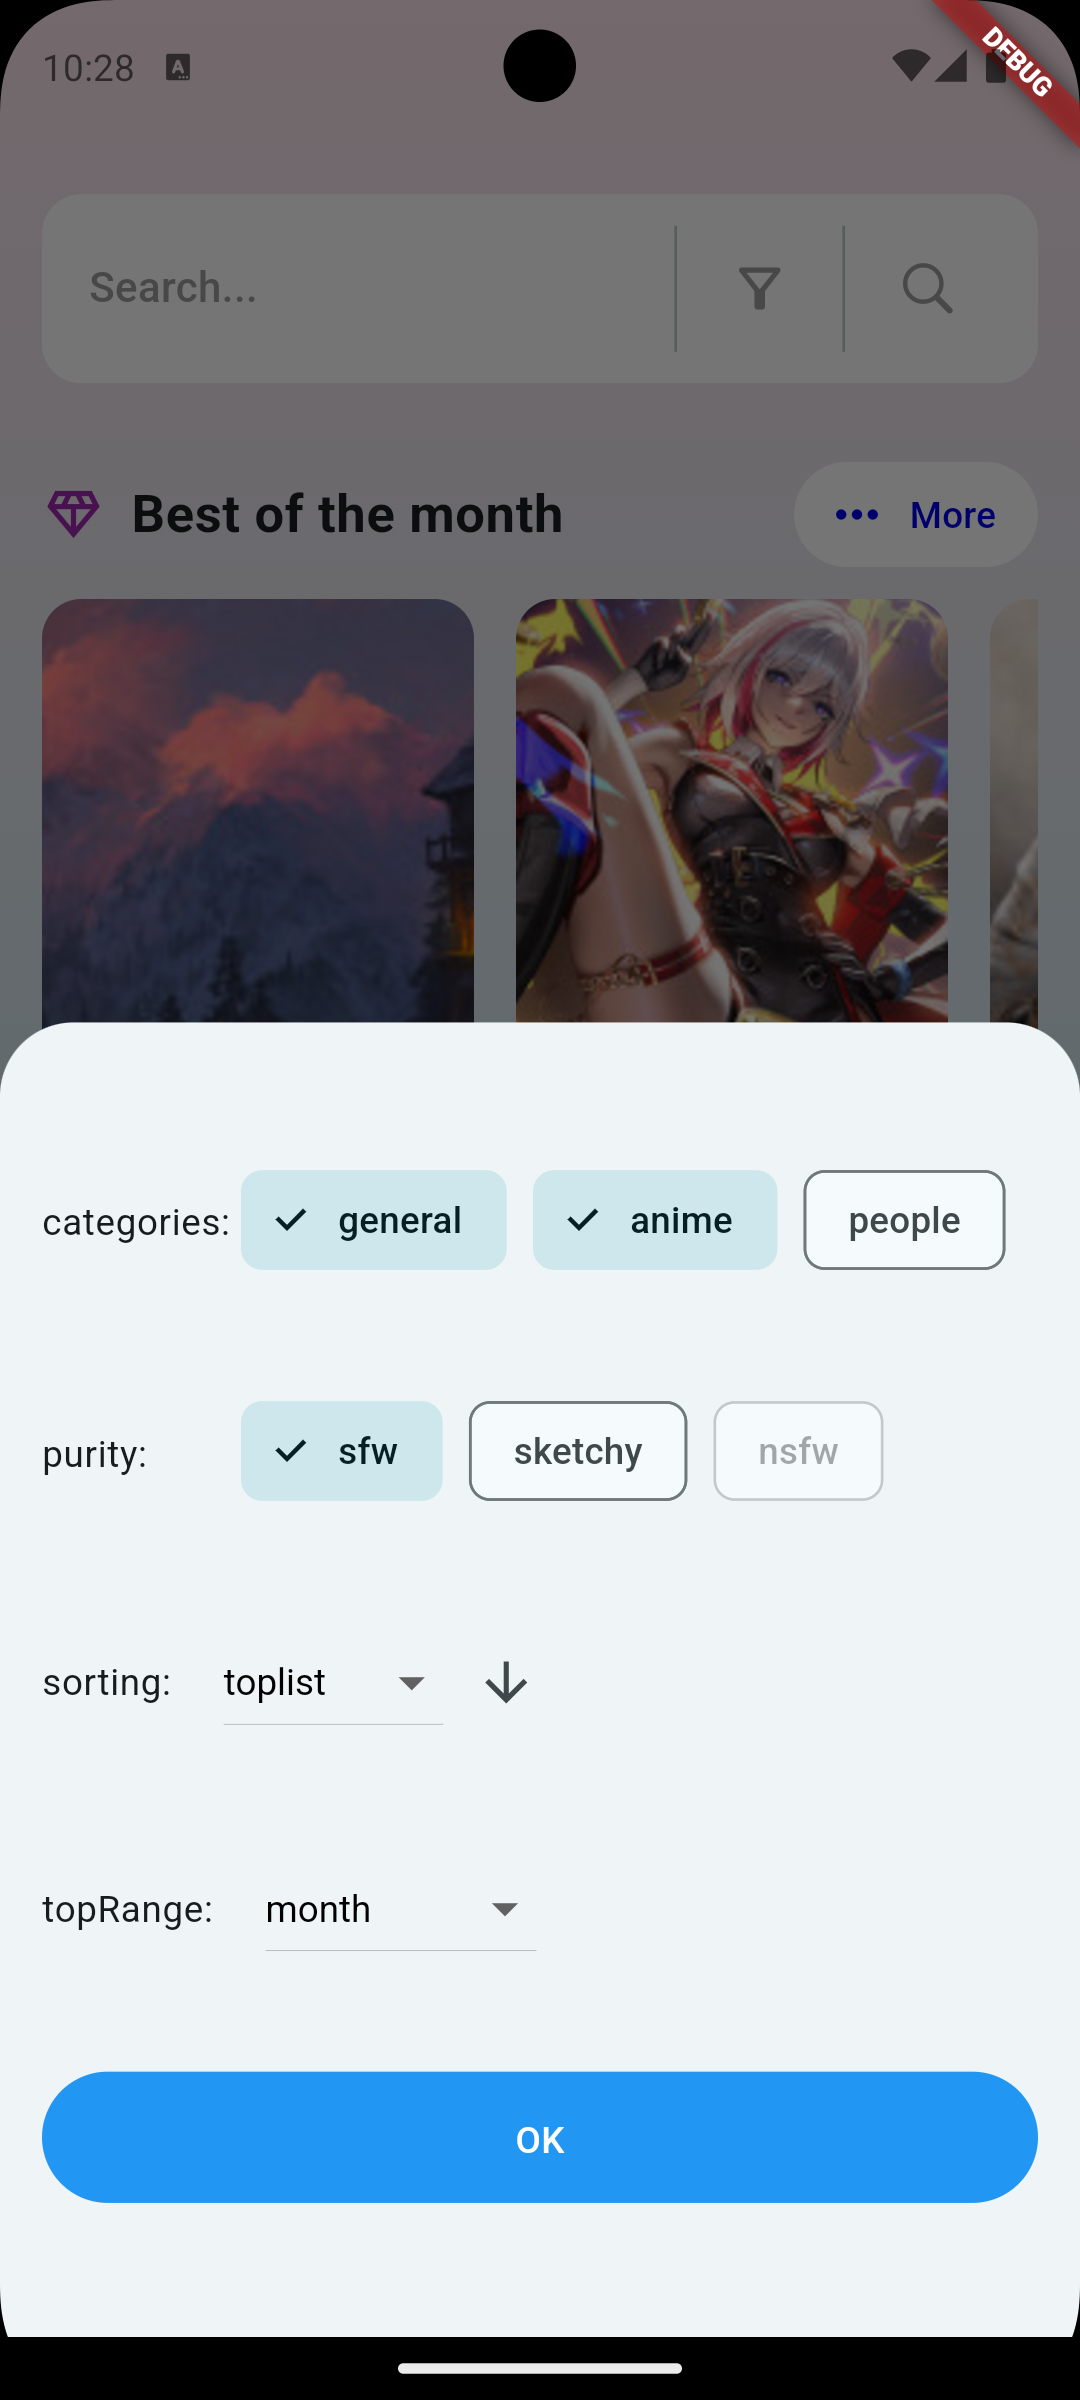 10:28
DEBUG
Search...
Best of the month
More
categories: general anime people
purity: sfw sketchy nsfw
sorting: toplist
topRange: month
OK